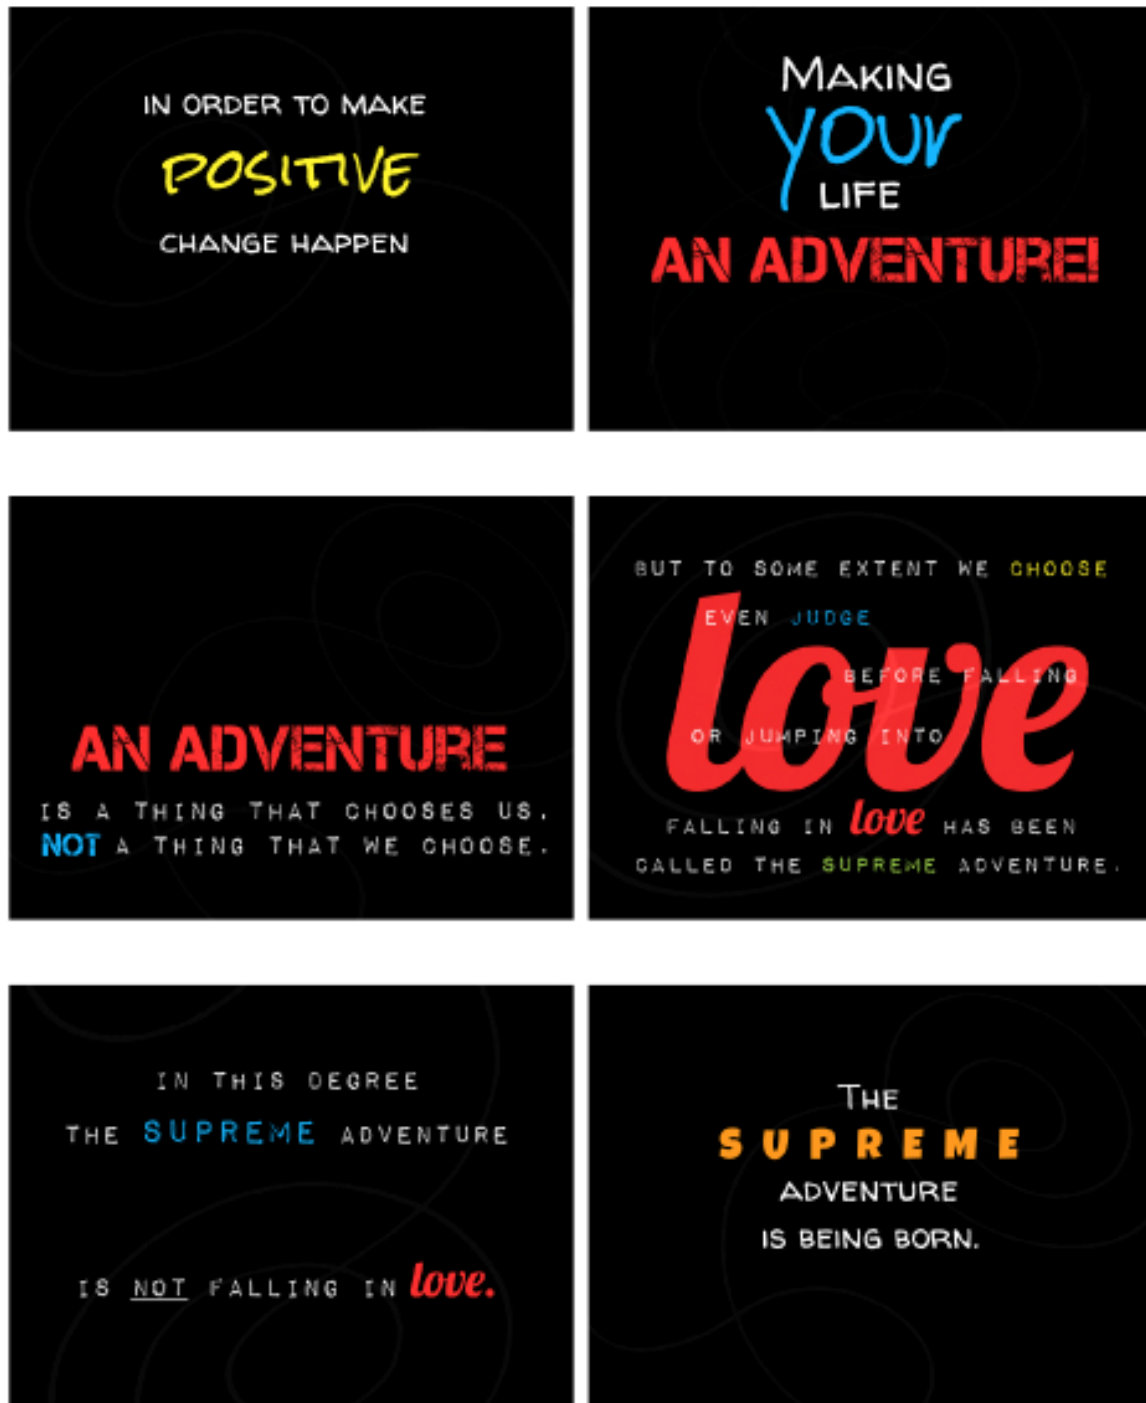 IN ORDER TO MAKE
POSITIVE
CHANGE HAPPEN
MAKING
your
LIFE
AN ADVENTURE!
AN ADVENTURE
IS A THING THAT CHOOSES US,
NOT A THING THAT WE CHOOSE.
BUT TO SOME EXTENT WE CHOOSE
EVEN JUDGE
love
BEFORE FALLING
OR JUMPING INTO
FALLING IN love HAS BEEN
CALLED THE SUPREME ADVENTURE.
IN THIS DEGREE
THE SUPREME ADVENTURE
IS NOT FALLING IN love.
THE
SUPREME
ADVENTURE
IS BEING BORN.